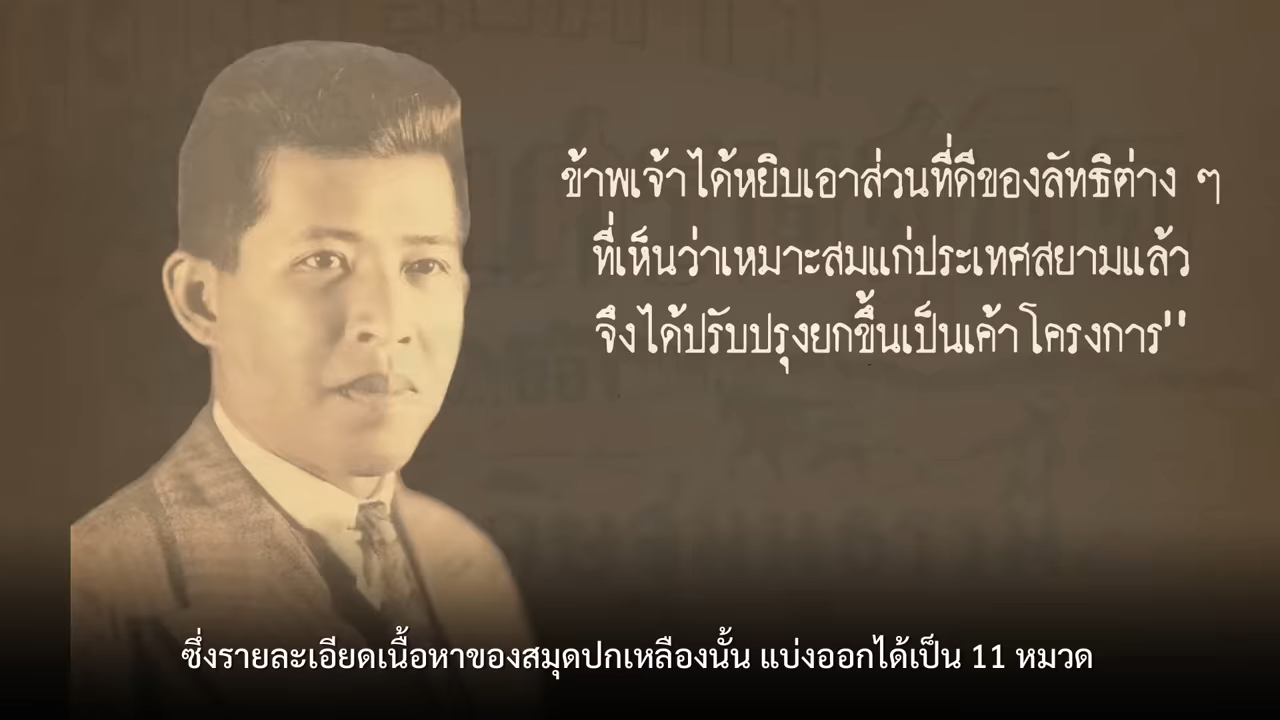 ข้าพเจ้าได้หยิบเอาส่วนที่ดีของลัทธิต่าง ๆ
ที่เห็นว่าเหมาะสมแก่ประเทศสยามแล้ว
จึงได้ปรับปรุงยกขึ้นเป็นเค้าโครงการ"
ซึ่งรายละเอียดเนื้อหาของสมุดปกเหลืองนั้น แบ่งออกได้เป็น 11 หมวด